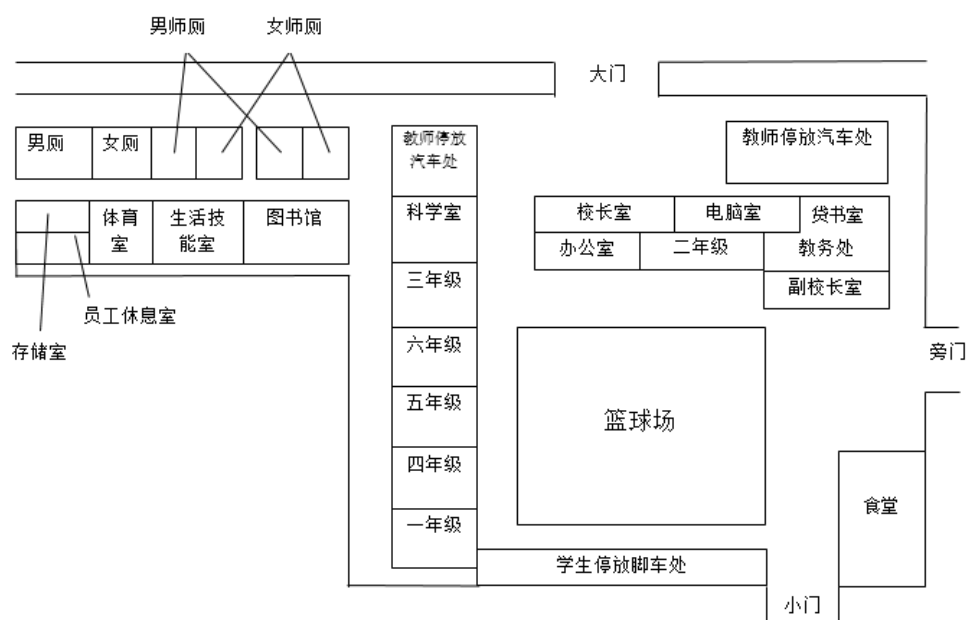 男师厕
女师厕
大门
男厕
女厕
教师停放
汽车处
教师停放汽车处
体育
室
生活技
能室
图书馆
科学室
校长室
电脑室
贷书室
办公室
二年级
教务处
副校长室
三年级
员工休息室
存储室
六年级
旁门
五年级
篮球场
四年级
食堂
一年级
学生停放脚车处
小门